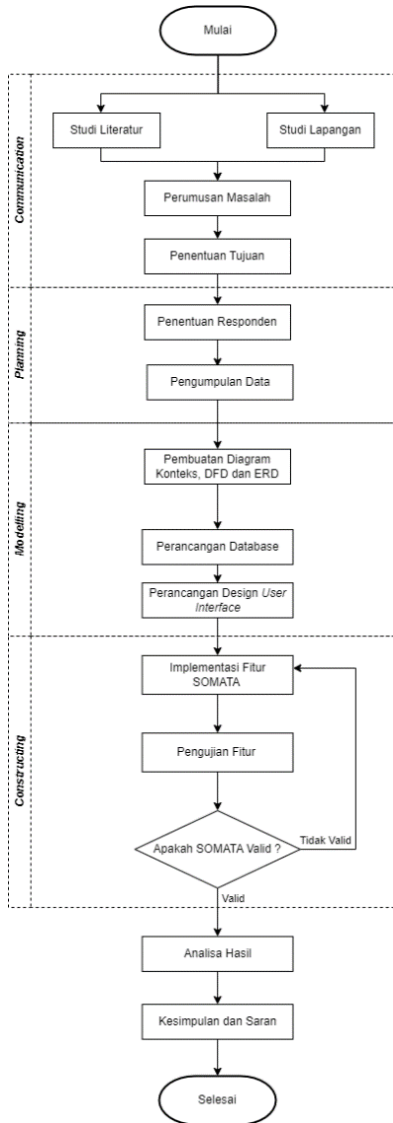 Mulai
Communication
Studi Literatur
Studi Lapangan
Perumusan Masalah
Penentuan Tujuan
Planning
Penentuan Responden
Pengumpulan Data
Modelling
Pembuatan Diagram
Konteks, DFD dan ERD
Perancangan Database
Perancangan Design User
Interface
Constructing
Implementasi Fitur
SOMATA
Pengujian Fitur
Apakah SOMATA Valid ?
Tidak Valid
Valid
Analisa Hasil
Kesimpulan dan Saran
Selesai